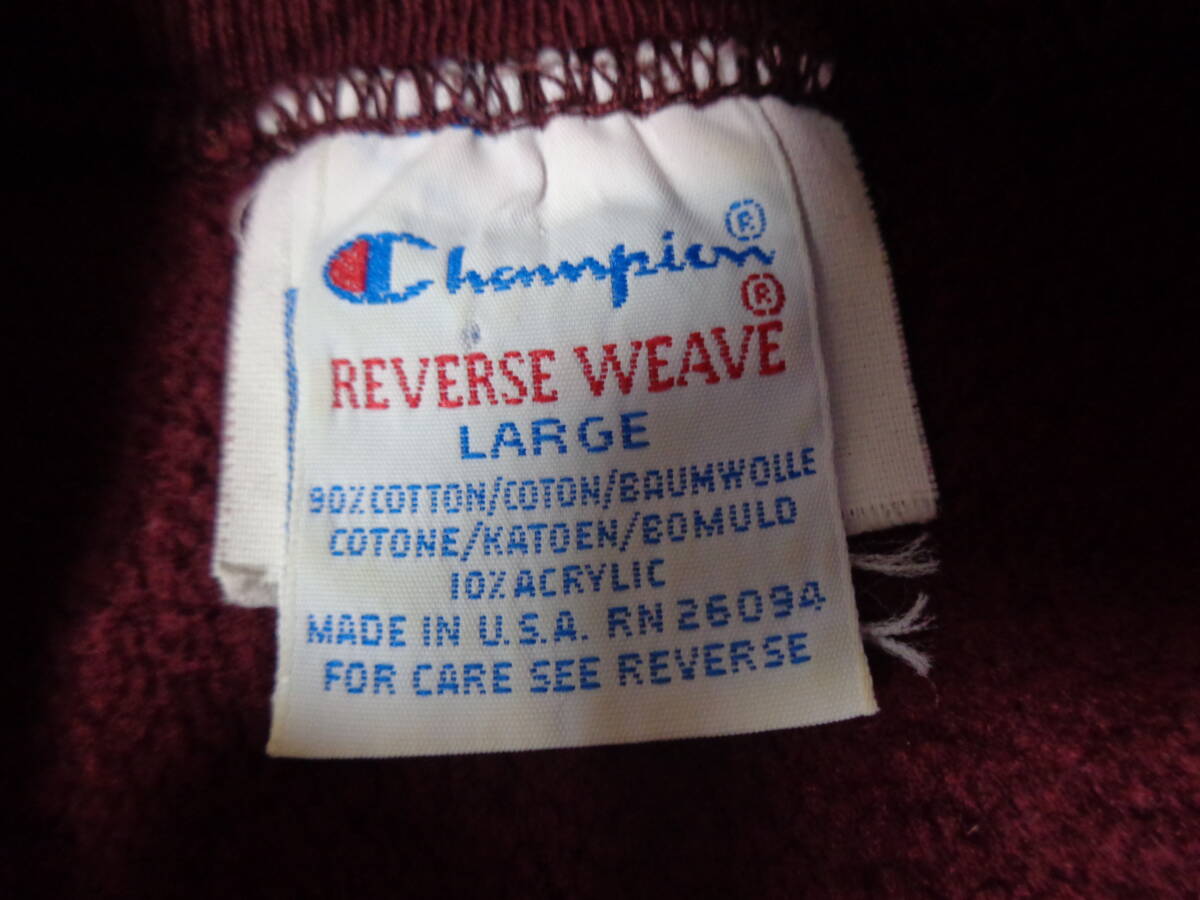 Champion®
REVERSE WEAVE®
LARGE
90%COTTON/COTON/BAUMWOLLE
COTONE/KATOEN/BOMULD
10%ACRYLIC
MADE IN U.S.A. RN 26094
FOR CARE SEE REVERSE